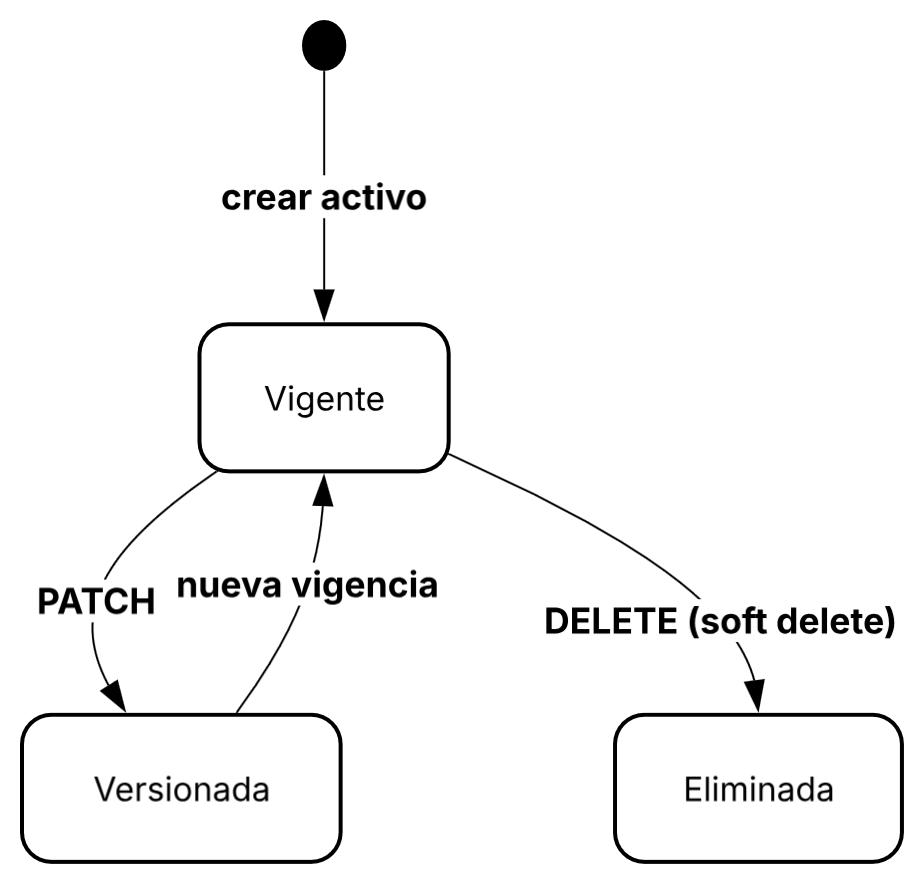 crear activo
Vigente
PATCH
nueva vigencia
DELETE (soft delete)
Versionada
Eliminada